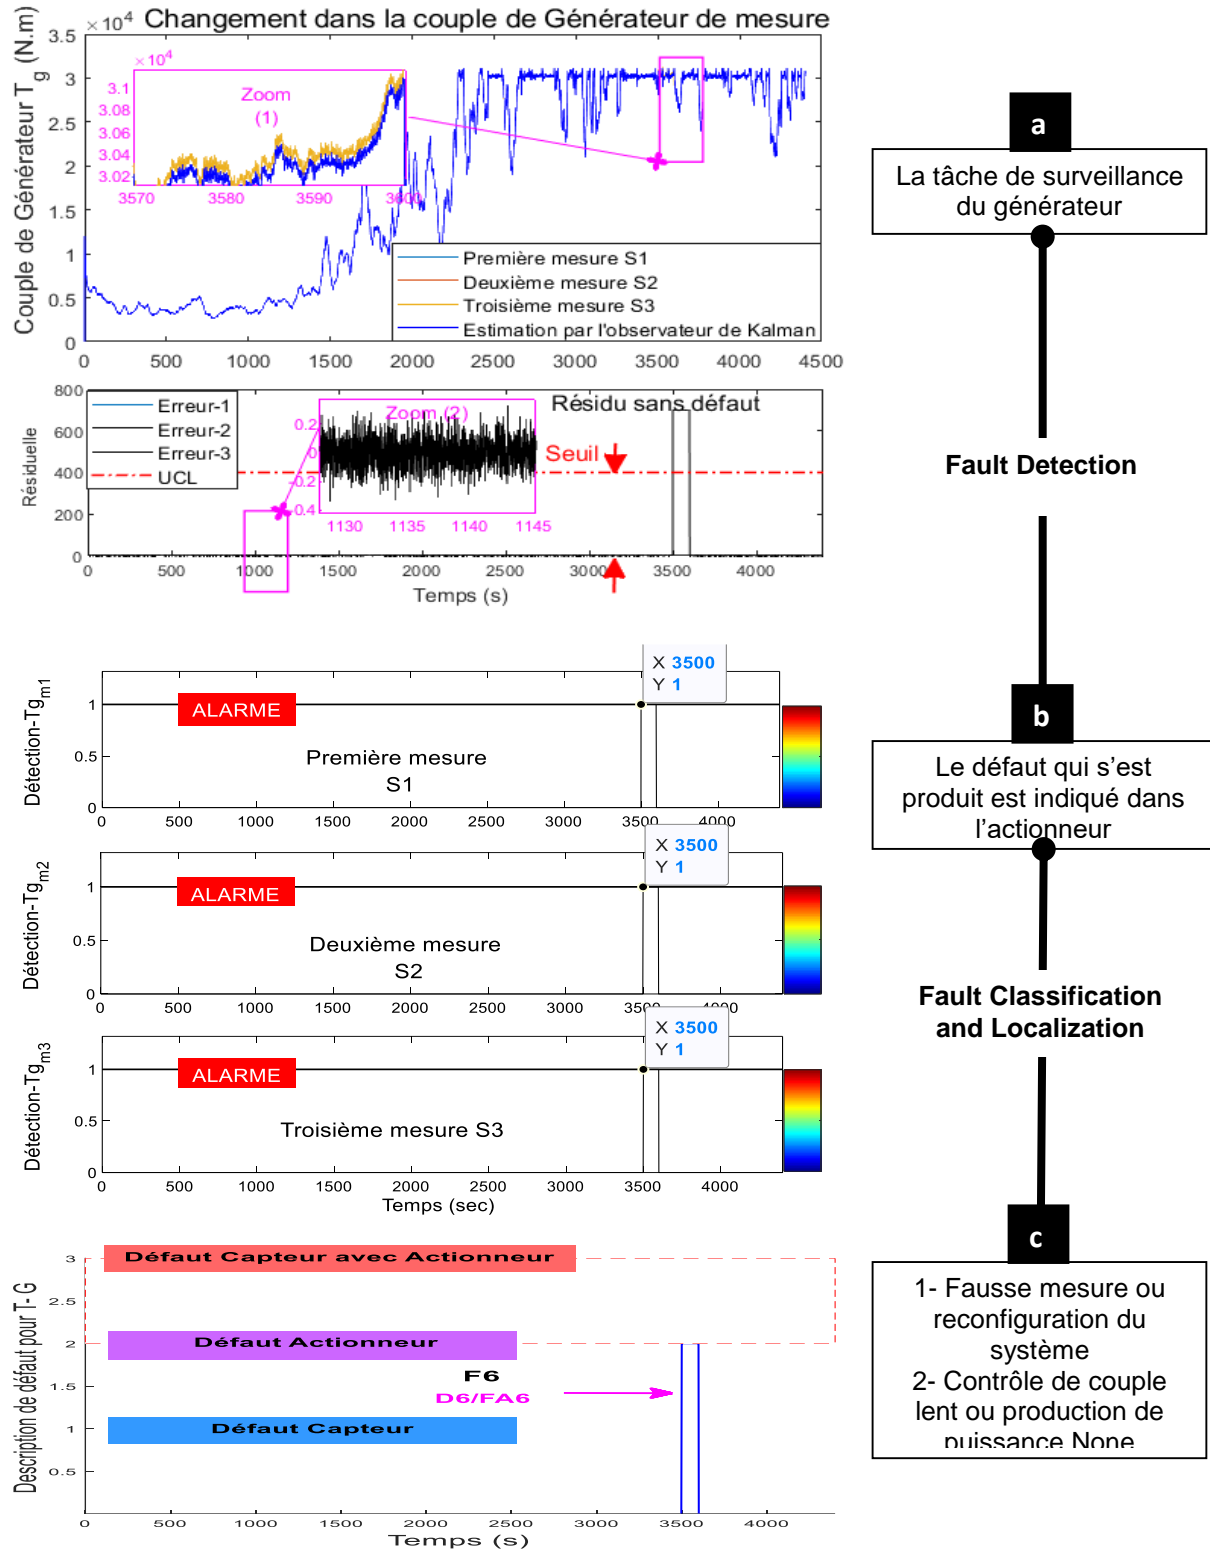 Changement dans la couple de Générateur de mesure
×10⁴
Couple de Générateur T_g (N.m)
3.5
3
2.5
2
1.5
1
0.5
0
×10⁴
3.1
3.08
3.06
3.04
3.02
Zoom
(1)
3570 3580 3590 3600
Première mesure S1
Deuxième mesure S2
Troisième mesure S3
Estimation par l'observateur de Kalman
0 500 1000 1500 2000 2500 3000 3500 4000 4500
Résiduelle
800
600
400
200
0
Erreur-1
Erreur-2
Erreur-3
UCL
Zoom (2)
0.2
0
-0.2
-0.4
1130 1135 1140 1145
Résidu sans défaut
Seuil
0 500 1000 1500 2000 2500 3000 3500 4000
Temps (s)
Détection-Tg_m1
1
0.5
0
ALARME
Première mesure
S1
X 3500
Y 1
0 500 1000 1500 2000 2500 3000 3500 4000
Détection-Tg_m2
1
0.5
0
ALARME
Deuxième mesure
S2
X 3500
Y 1
0 500 1000 1500 2000 2500 3000 3500 4000
Détection-Tg_m3
1
0.5
0
ALARME
Troisième mesure S3
X 3500
Y 1
0 500 1000 1500 2000 2500 3000 3500 4000
Temps (sec)
Description de défaut pour T- G
3
2.5
2
1.5
1
0.5
Défaut Capteur avec Actionneur
Défaut Actionneur
F6
D6/FA6
Défaut Capteur
0 500 1000 1500 2000 2500 3000 3500 4000
Temps (s)
a
La tâche de surveillance
du générateur
Fault Detection
b
Le défaut qui s’est
produit est indiqué dans
l’actionneur
Fault Classification
and Localization
c
1- Fausse mesure ou
reconfiguration du
système
2- Contrôle de couple
lent ou production de
puissance None